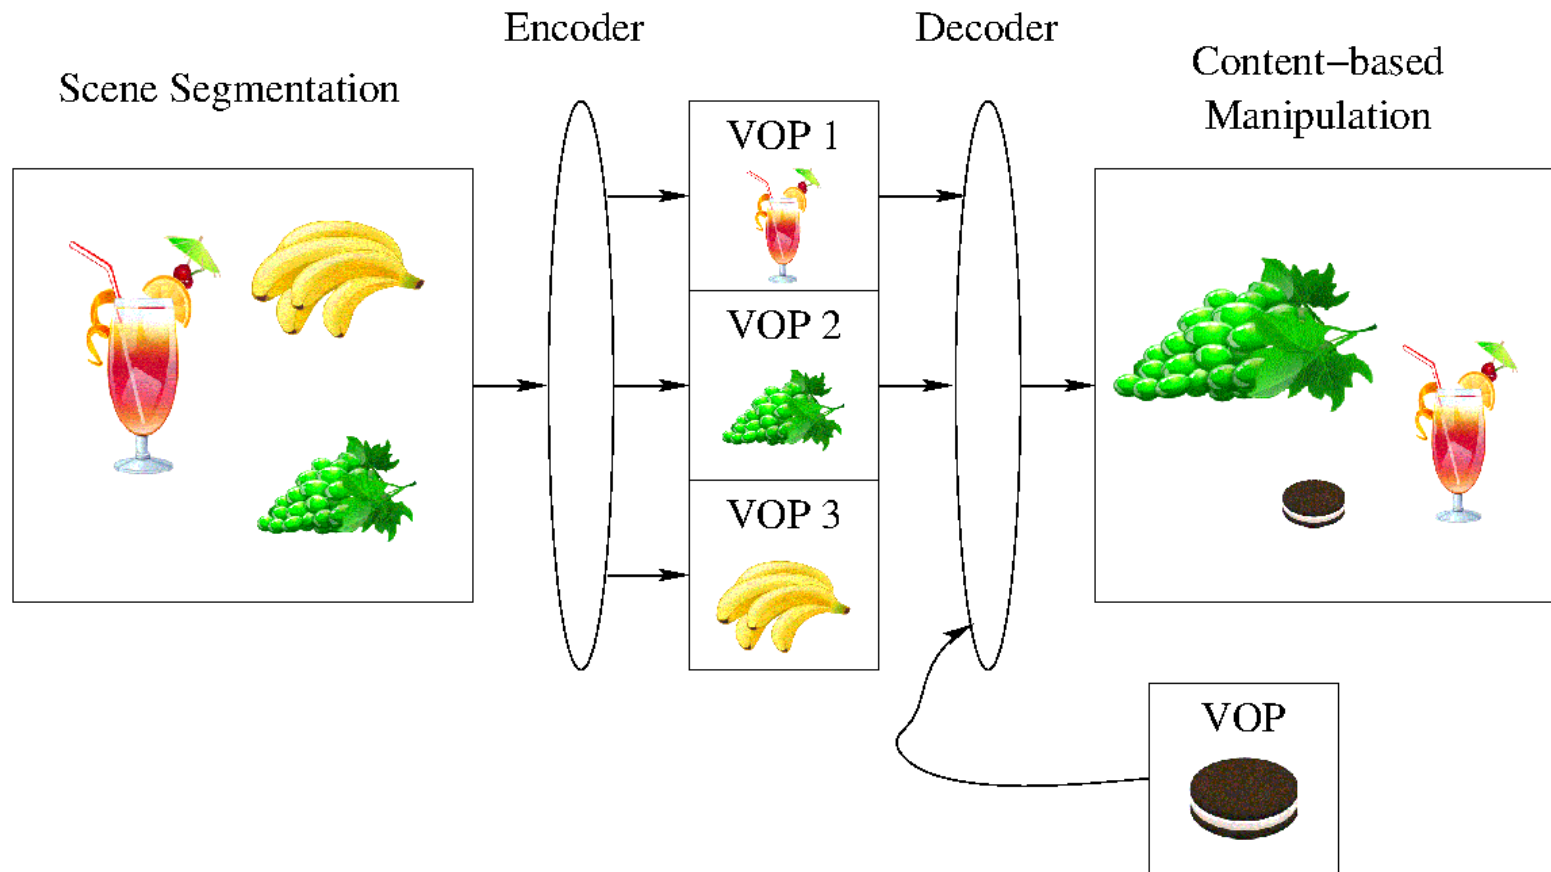 Encoder
Decoder
Scene Segmentation
Content−based
Manipulation
VOP 1
VOP 2
VOP 3
VOP